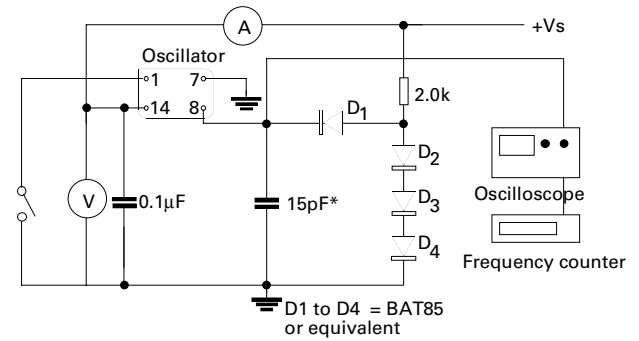 A
+Vs
Oscillator
1 7
14 8
2.0k
D1
D2
D3
D4
V
0.1µF
15pF*
Oscilloscope
Frequency counter
D1 to D4 = BAT85
or equivalent